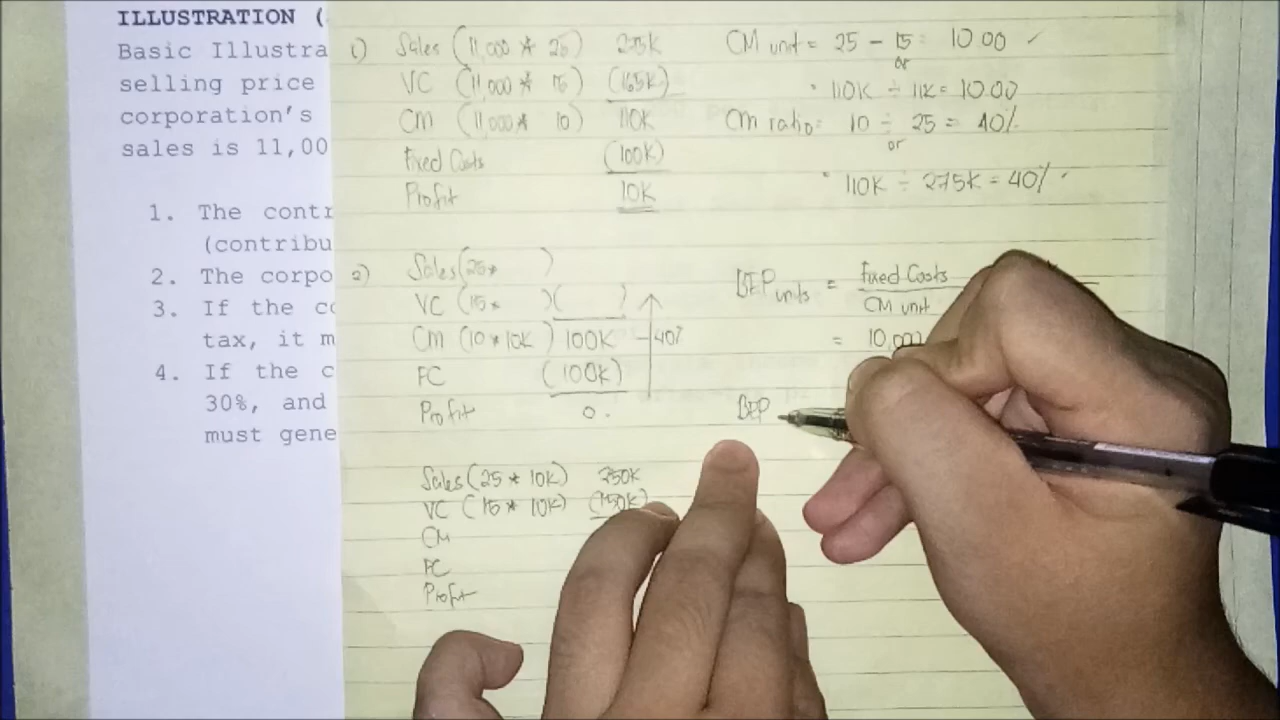 ILLUSTRATION (
Basic Illustra
selling price
corporation's
sales is 11,00
1. The contr
(contribu
2. The corpo
3. If the co
tax, it m
4. If the c
30%, and
must gene
1) Sales (11,000 * 25) 275K
VC (11,000 * 15) (165K)
CM (11,000 * 10) 110K
Fixed Costs (100K)
Profit 10K
CM unit = 25 - 15 = 10.00 ✓
or
110K ÷ 11K = 10.00
CM ratio = 10 ÷ 25 = 40%
or
110K ÷ 275K = 40%
2) Sales (25* )
VC (15* ) ( )
CM (10*10K) 100K - 40%
FC (100K)
Profit 0.
BEP units = Fixed Costs
CM unit
= 10,000
BEP
Sales (25 * 10K) 250K
VC (15 * 10K) (150K)
CM
FC
Profit